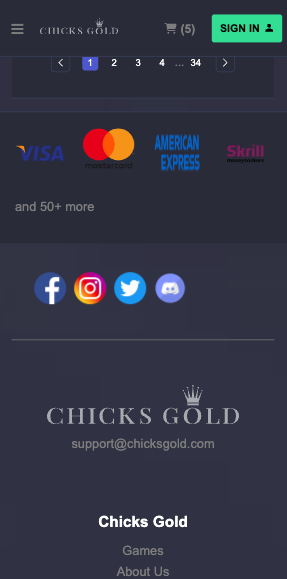 CHICKS GOLD
(5)
SIGN IN
1 2 3 4 ... 34
VISA
mastercard
AMERICAN
EXPRESS
Skrill
and 50+ more
CHICKS GOLD
support@chicksgold.com
Chicks Gold
Games
About Us